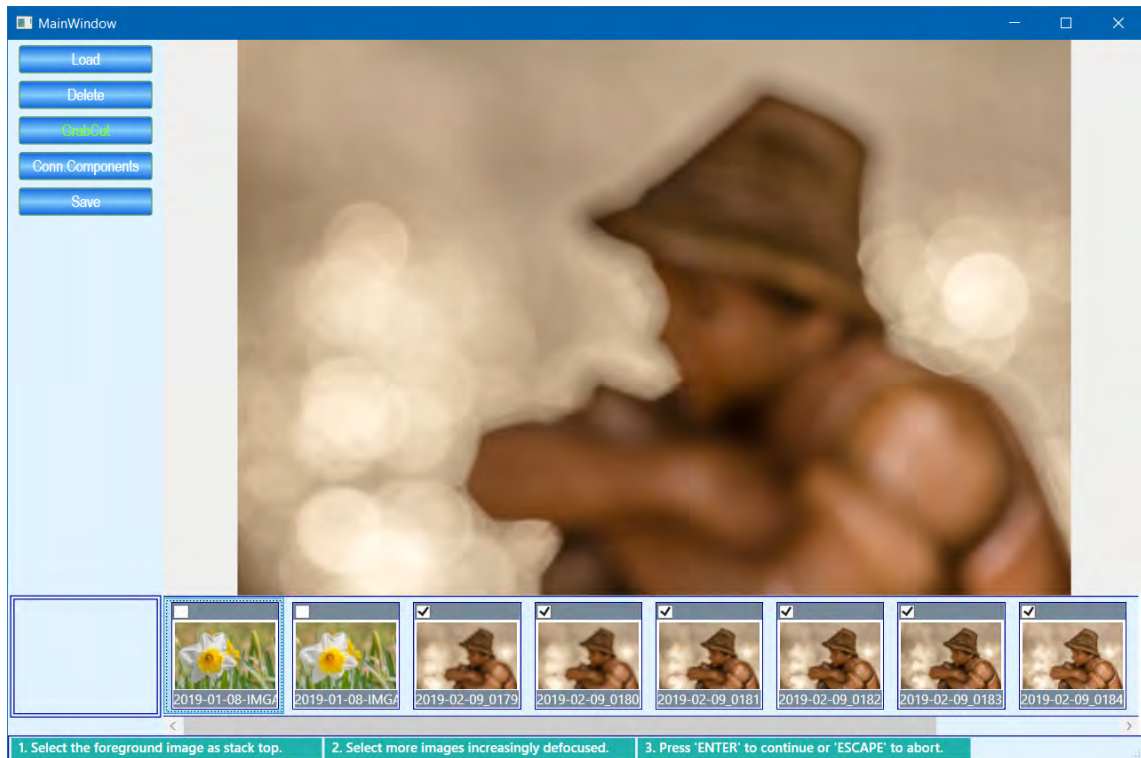 MainWindow
Load
Delete
GrabCut
Conn.Components
Save
2019-01-08-IMGA
2019-01-08-IMGA
2019-02-09_0179
2019-02-09_0180
2019-02-09_0181
2019-02-09_0182
2019-02-09_0183
2019-02-09_0184
1. Select the foreground image as stack top.
2. Select more images increasingly defocused.
3. Press 'ENTER' to continue or 'ESCAPE' to abort.